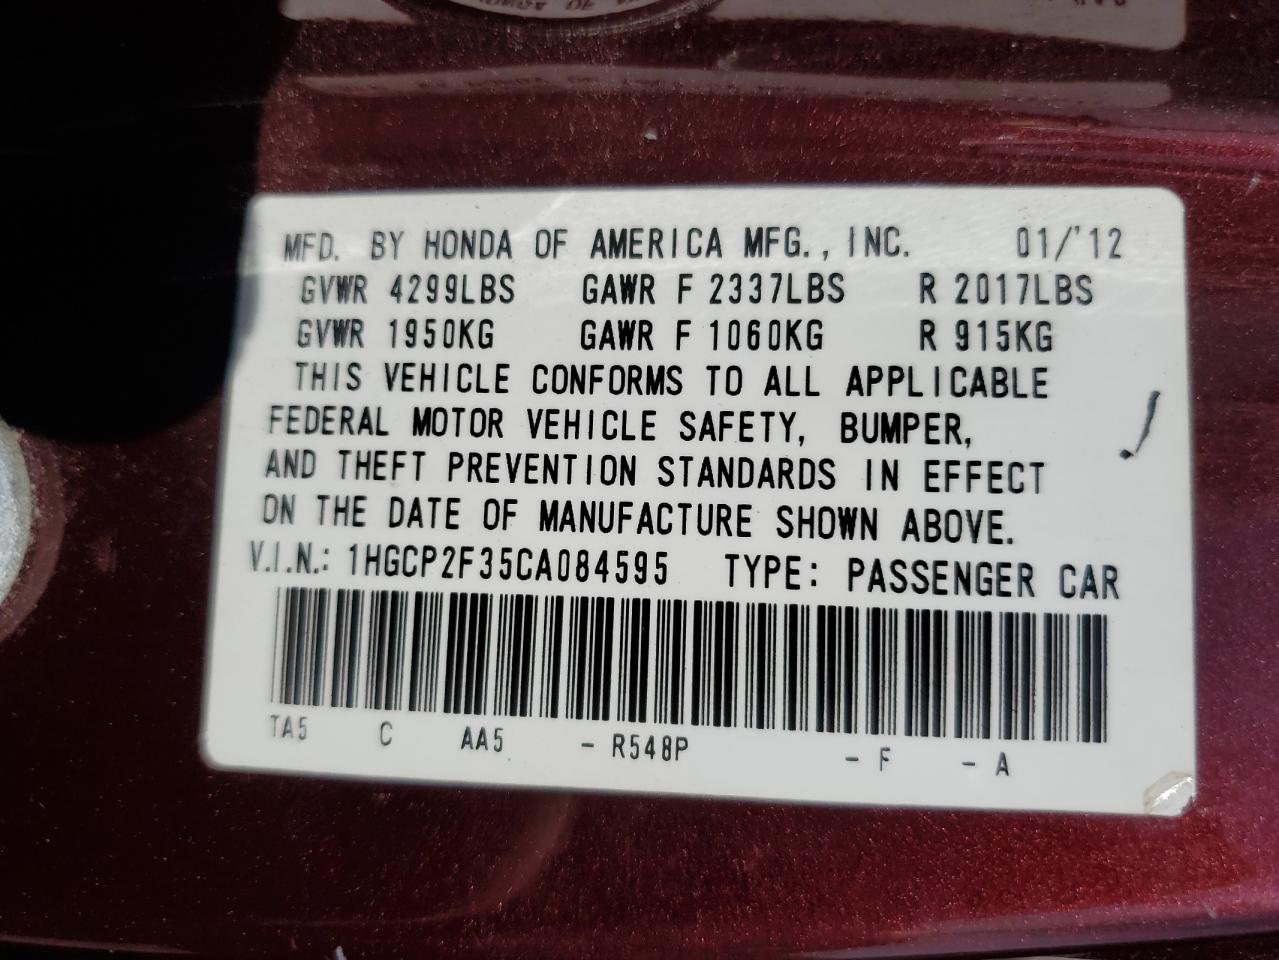 MFD. BY HONDA OF AMERICA MFG., INC. 01/'12
GVWR 4299LBS GAWR F 2337LBS R 2017LBS
GVWR 1950KG GAWR F 1060KG R 915KG
THIS VEHICLE CONFORMS TO ALL APPLICABLE
FEDERAL MOTOR VEHICLE SAFETY, BUMPER,
AND THEFT PREVENTION STANDARDS IN EFFECT
ON THE DATE OF MANUFACTURE SHOWN ABOVE.
V.I.N.: 1HGCP2F35CA084595 TYPE: PASSENGER CAR
TA5 C AA5 - R548P - F - A